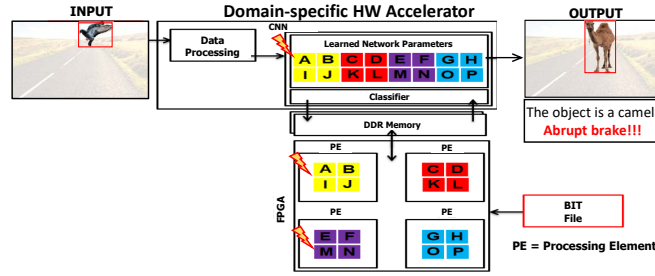 INPUT
Domain-specific HW Accelerator
OUTPUT
CNN
Data
Processing
Learned Network Parameters
A B C D E F G H
I J K L M N O P
Classifier
DDR Memory
The object is a camel
Abrupt brake!!!
PE
PE
A B
I J
C D
K L
FPGA
PE
PE
E F
M N
G H
O P
BIT
File
PE = Processing Element